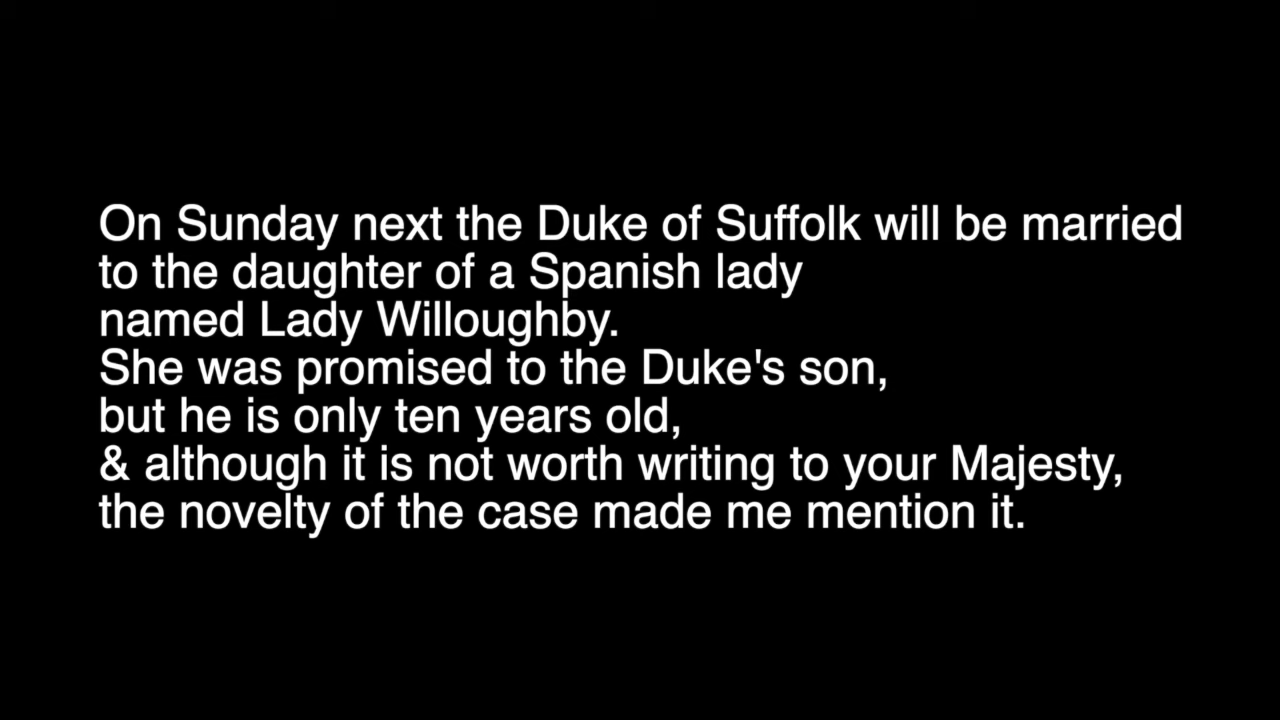 On Sunday next the Duke of Suffolk will be married
to the daughter of a Spanish lady
named Lady Willoughby.
She was promised to the Duke's son,
but he is only ten years old,
& although it is not worth writing to your Majesty,
the novelty of the case made me mention it.